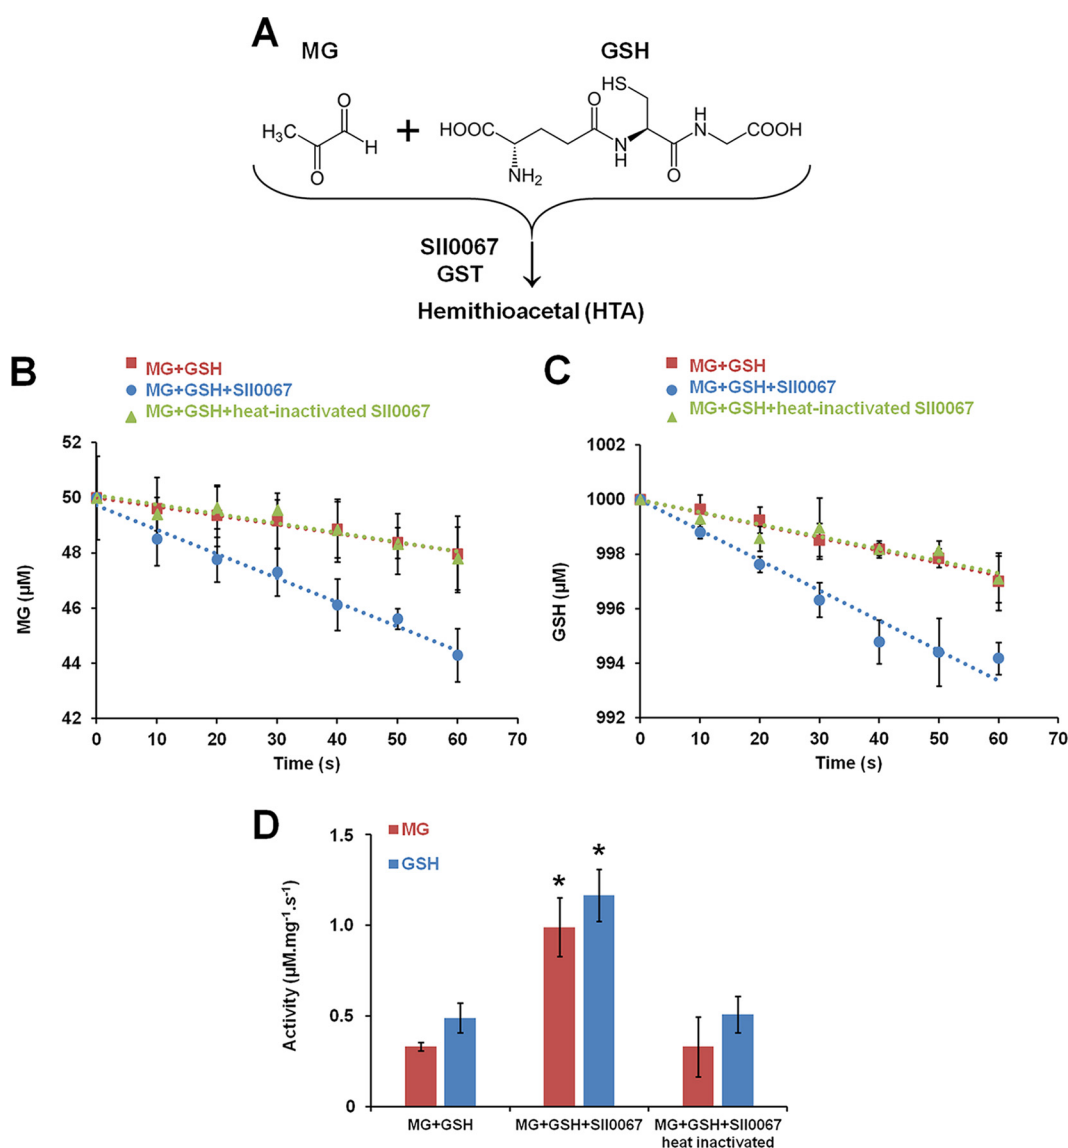 A
MG
GSH
H₃C
O
O
H
+
HOOC
NH₂
O
N
H
HS
O
H
N
COOH
Sll0067
GST
Hemithioacetal (HTA)
B
MG+GSH
MG+GSH+Sll0067
MG+GSH+heat-inactivated Sll0067
52
50
48
46
44
42
MG (µM)
0 10 20 30 40 50 60 70
Time (s)
C
MG+GSH
MG+GSH+Sll0067
MG+GSH+heat-inactivated Sll0067
1002
1000
998
996
994
992
GSH (µM)
0 10 20 30 40 50 60 70
Time (s)
D
MG
GSH
1.5
1.0
0.5
0
Activity (µM.mg⁻¹.s⁻¹)
*
*
MG+GSH
MG+GSH+Sll0067
MG+GSH+Sll0067
heat inactivated